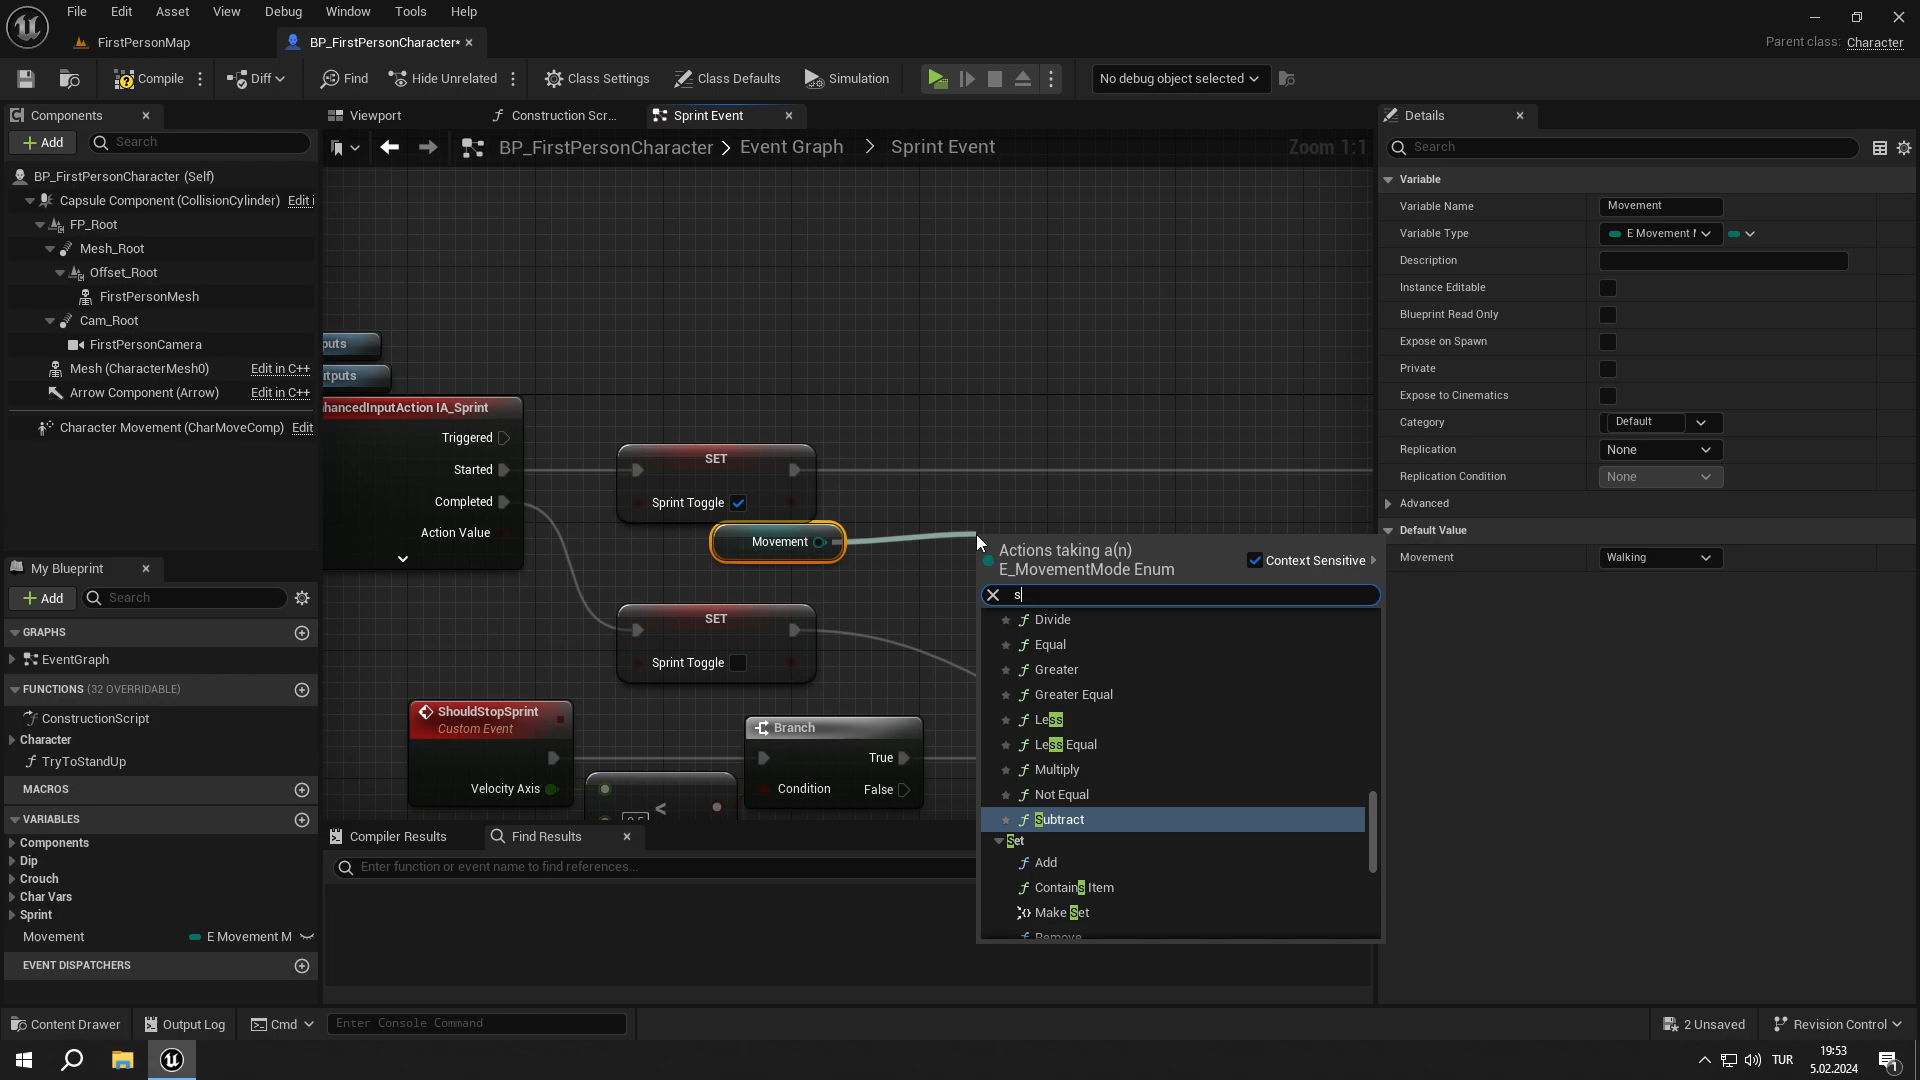 File Edit Asset View Debug Window Tools Help
FirstPersonMap
BP_FirstPersonCharacter*
Parent class: Character
Compile
Diff
Find
Hide Unrelated
Class Settings
Class Defaults
Simulation
No debug object selected
Components
Add
Search
BP_FirstPersonCharacter (Self)
Capsule Component (CollisionCylinder) Edit i
FP_Root
Mesh_Root
Offset_Root
FirstPersonMesh
Cam_Root
FirstPersonCamera
Mesh (CharacterMesh0) Edit in C++
Arrow Component (Arrow) Edit in C++
Character Movement (CharMoveComp) Edit
My Blueprint
Add
Search
GRAPHS
EventGraph
FUNCTIONS (32 OVERRIDABLE)
ConstructionScript
Character
TryToStandUp
MACROS
VARIABLES
Components
Dip
Crouch
Char Vars
Sprint
Movement E Movement M
EVENT DISPATCHERS
Viewport
Construction Scr...
Sprint Event
BP_FirstPersonCharacter > Event Graph > Sprint Event
Zoom 1:1
puts
tputs
hancedInputAction IA_Sprint
Triggered
Started
Completed
Action Value
SET
Sprint Toggle
Movement
SET
Sprint Toggle
ShouldStopSprint
Custom Event
Velocity Axis
<
Branch
True
Condition
False
Actions taking a(n)
E_MovementMode Enum
Context Sensitive
s
Divide
Equal
Greater
Greater Equal
Less
Less Equal
Multiply
Not Equal
Subtract
Set
Add
Contains Item
Make Set
Remove
Compiler Results
Find Results
Enter function or event name to find references...
Details
Search
Variable
Variable Name Movement
Variable Type E Movement M
Description
Instance Editable
Blueprint Read Only
Expose on Spawn
Private
Expose to Cinematics
Category Default
Replication None
Replication Condition None
Advanced
Default Value
Movement Walking
Content Drawer
Output Log
Cmd
Enter Console Command
2 Unsaved
Revision Control
TUR
19:53
5.02.2024
1